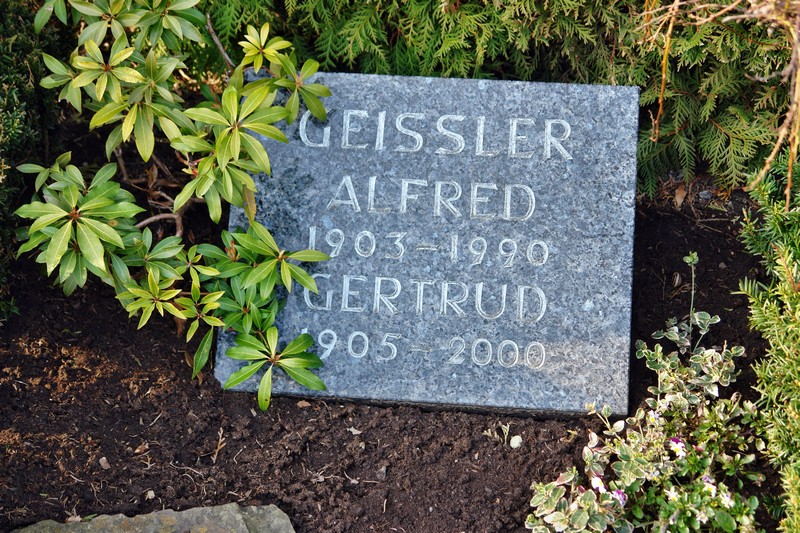 GEISSLER
ALFRED
1903 – 1990
GERTRUD
1905 – 2000